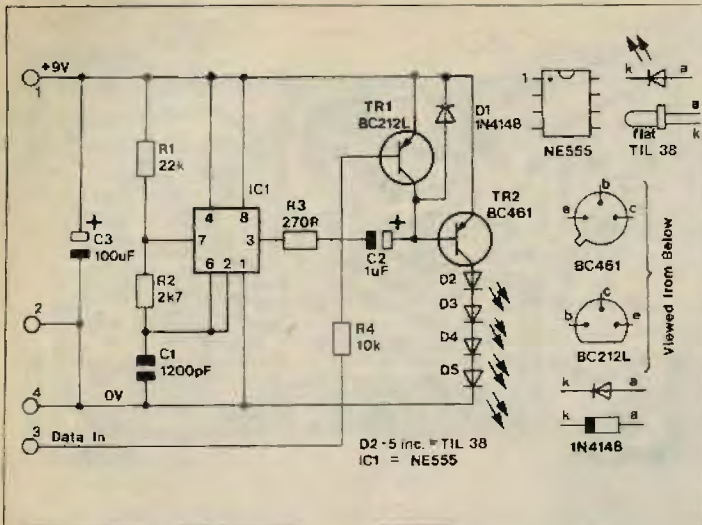 +9V
1
R1
22k
C3
100uF
+
R2
2k7
C1
1200pF
2
4
0V
3
Data In
IC1
4
8
7
3
6
2
1
R3
270R
R4
10k
C2
1uF
+
TR1
BC212L
D1
1N4148
TR2
BC461
D2
D3
D4
D5
D2-5 inc. = TIL 38
IC1 = NE555
1
NE555
k
a
flat
a
k
TIL 38
b
e
c
BC461
c
b
e
BC212L
Viewed from Below
k
a
k
a
1N4148